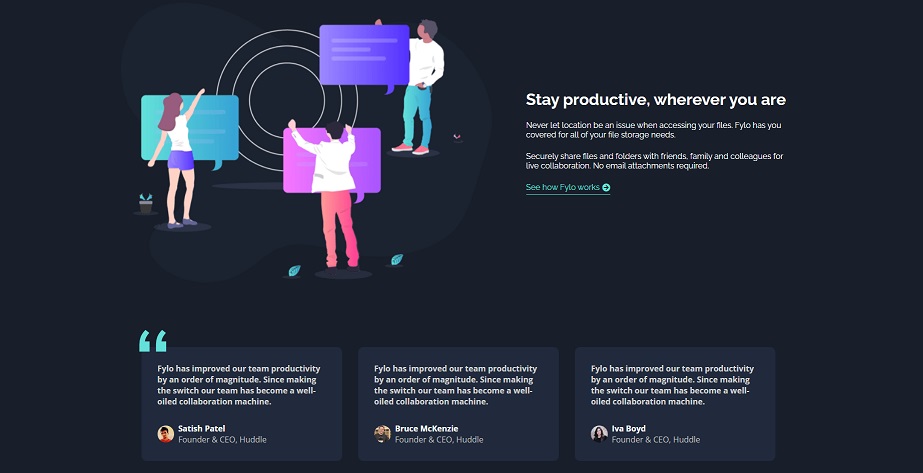 Stay productive, wherever you are
Never let location be an issue when accessing your files. Fylo has you
covered for all of your file storage needs.
Securely share files and folders with friends, family and colleagues for
live collaboration. No email attachments required.
See how Fylo works
Fylo has improved our team productivity
by an order of magnitude. Since making
the switch our team has become a well-
oiled collaboration machine.
Satish Patel
Founder & CEO, Huddle
Fylo has improved our team productivity
by an order of magnitude. Since making
the switch our team has become a well-
oiled collaboration machine.
Bruce McKenzie
Founder & CEO, Huddle
Fylo has improved our team productivity
by an order of magnitude. Since making
the switch our team has become a well-
oiled collaboration machine.
Iva Boyd
Founder & CEO, Huddle